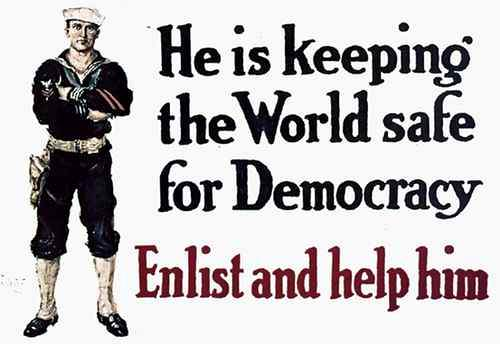 He is keeping
the World safe
for Democracy
Enlist and help him